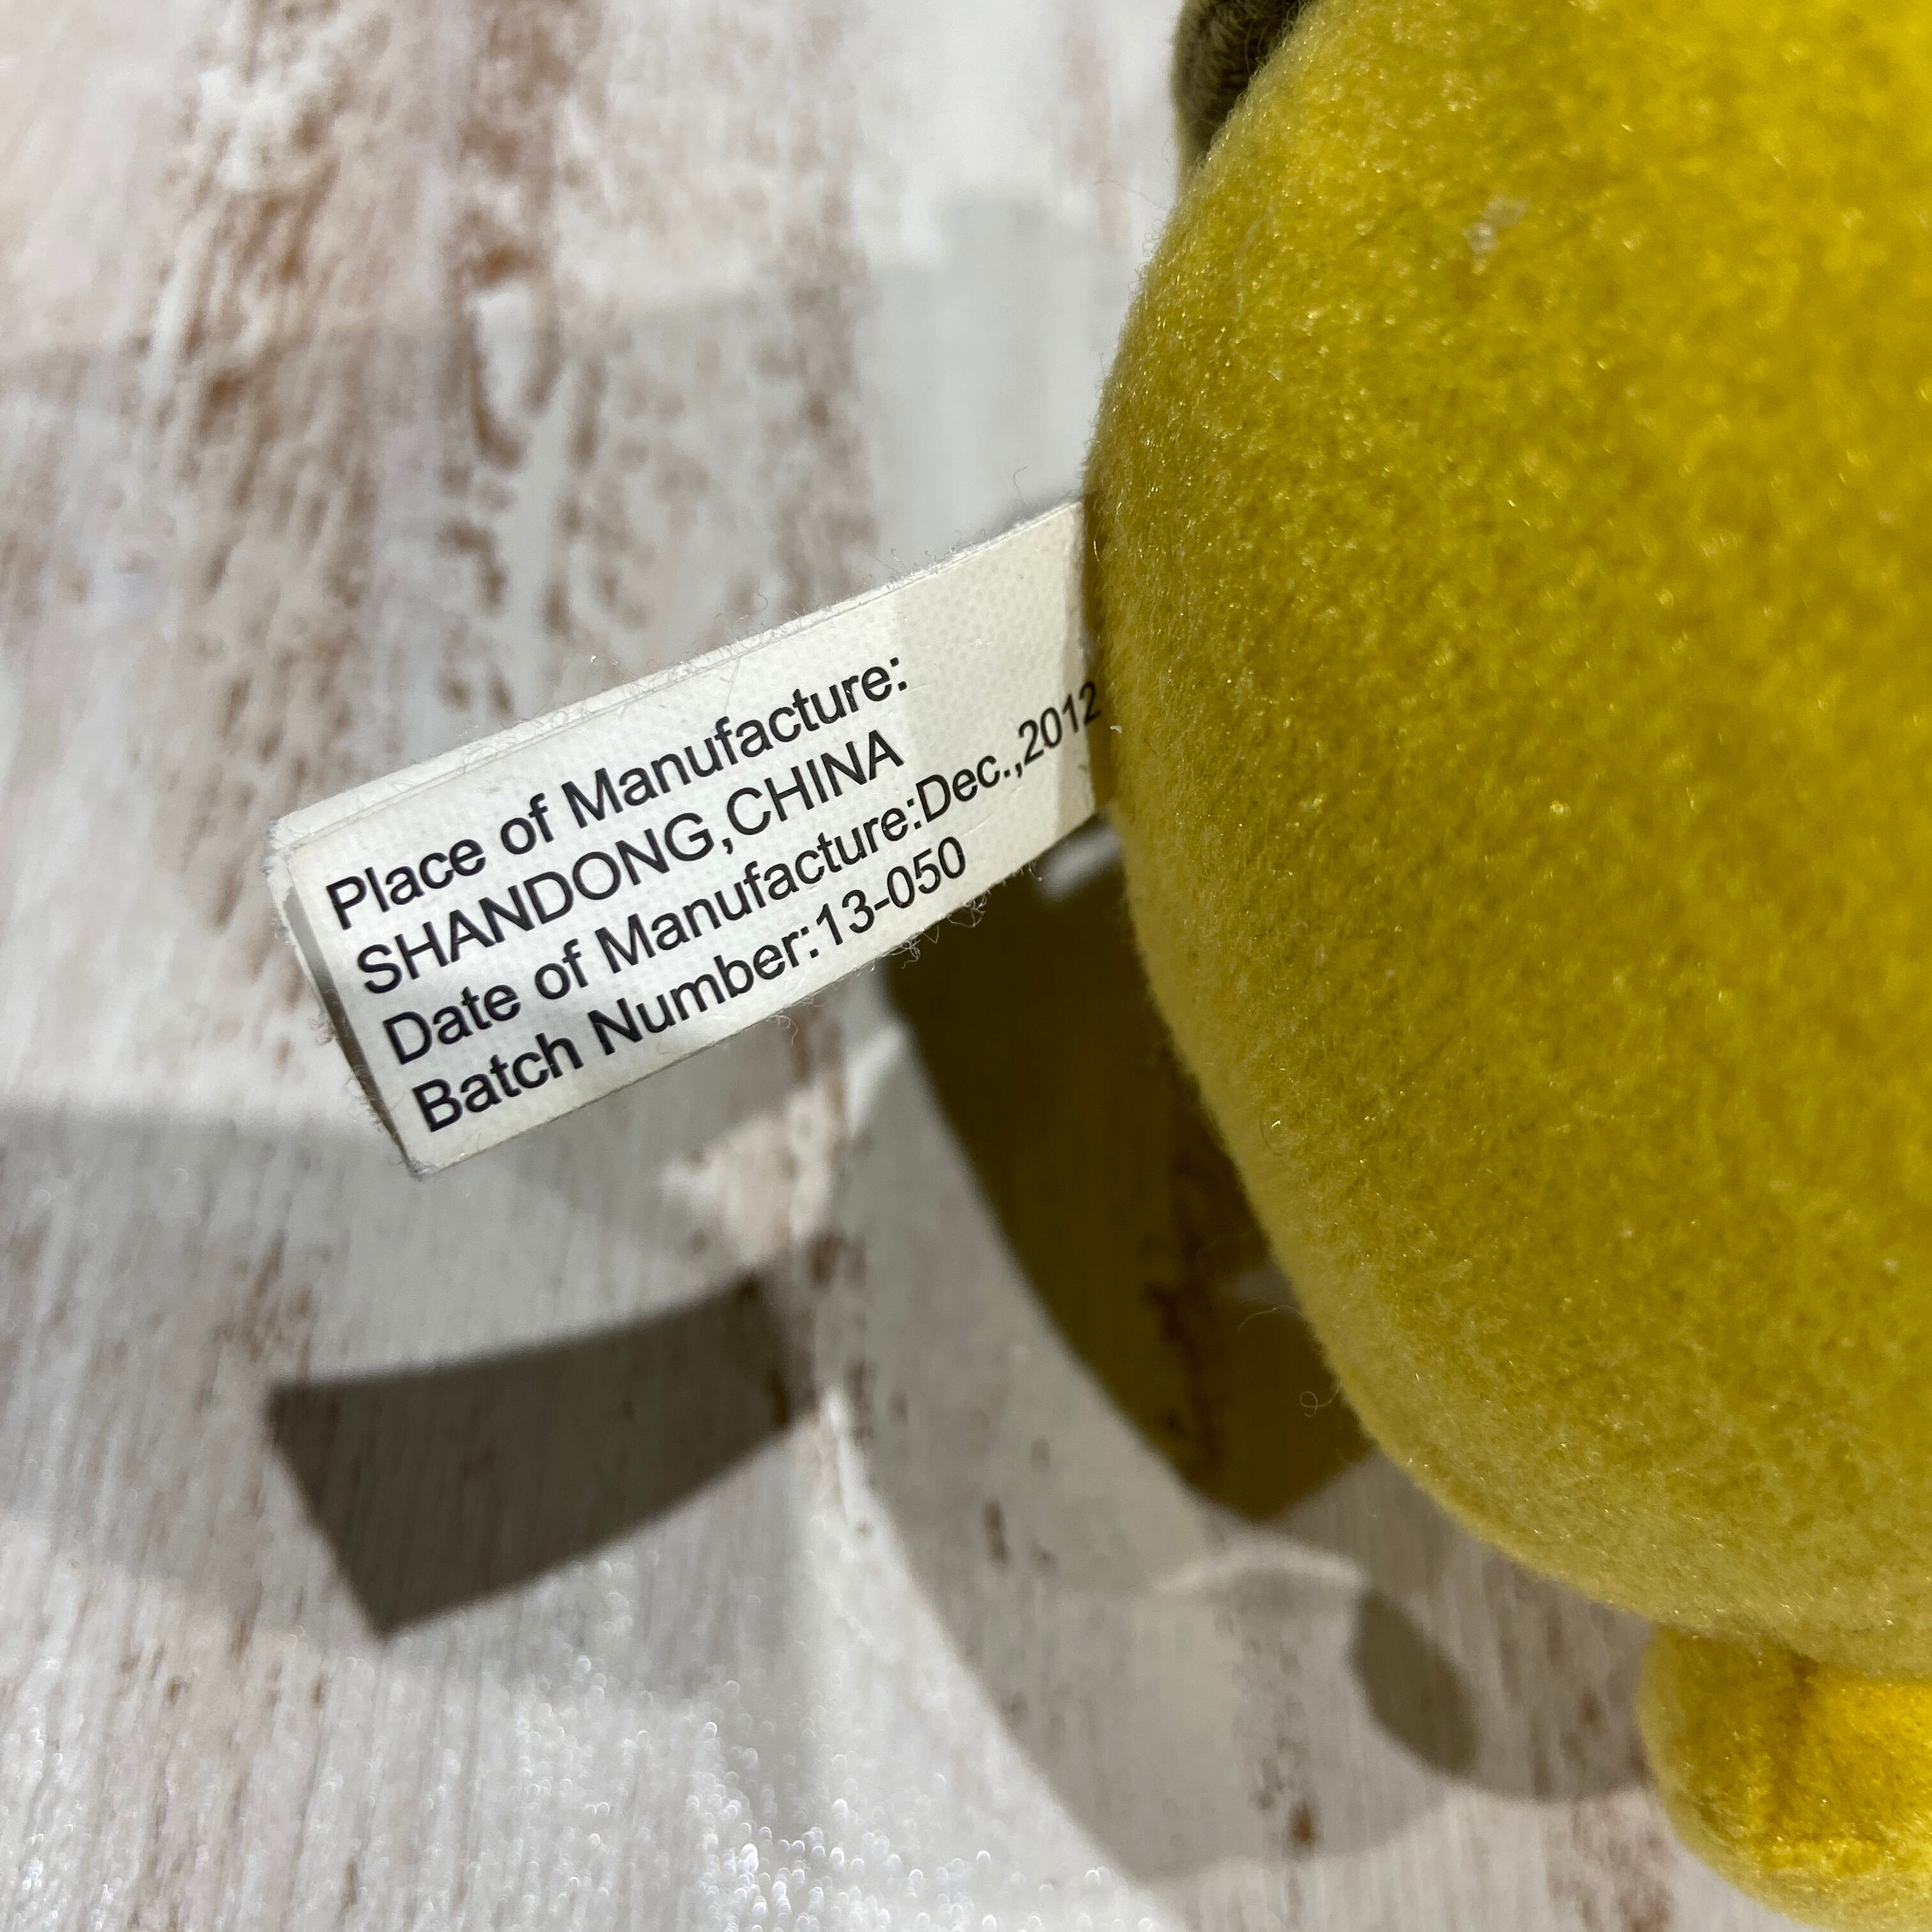 Place of Manufacture:
SHANDONG,CHINA
Date of Manufacture:Dec.,2012
Batch Number:13-050